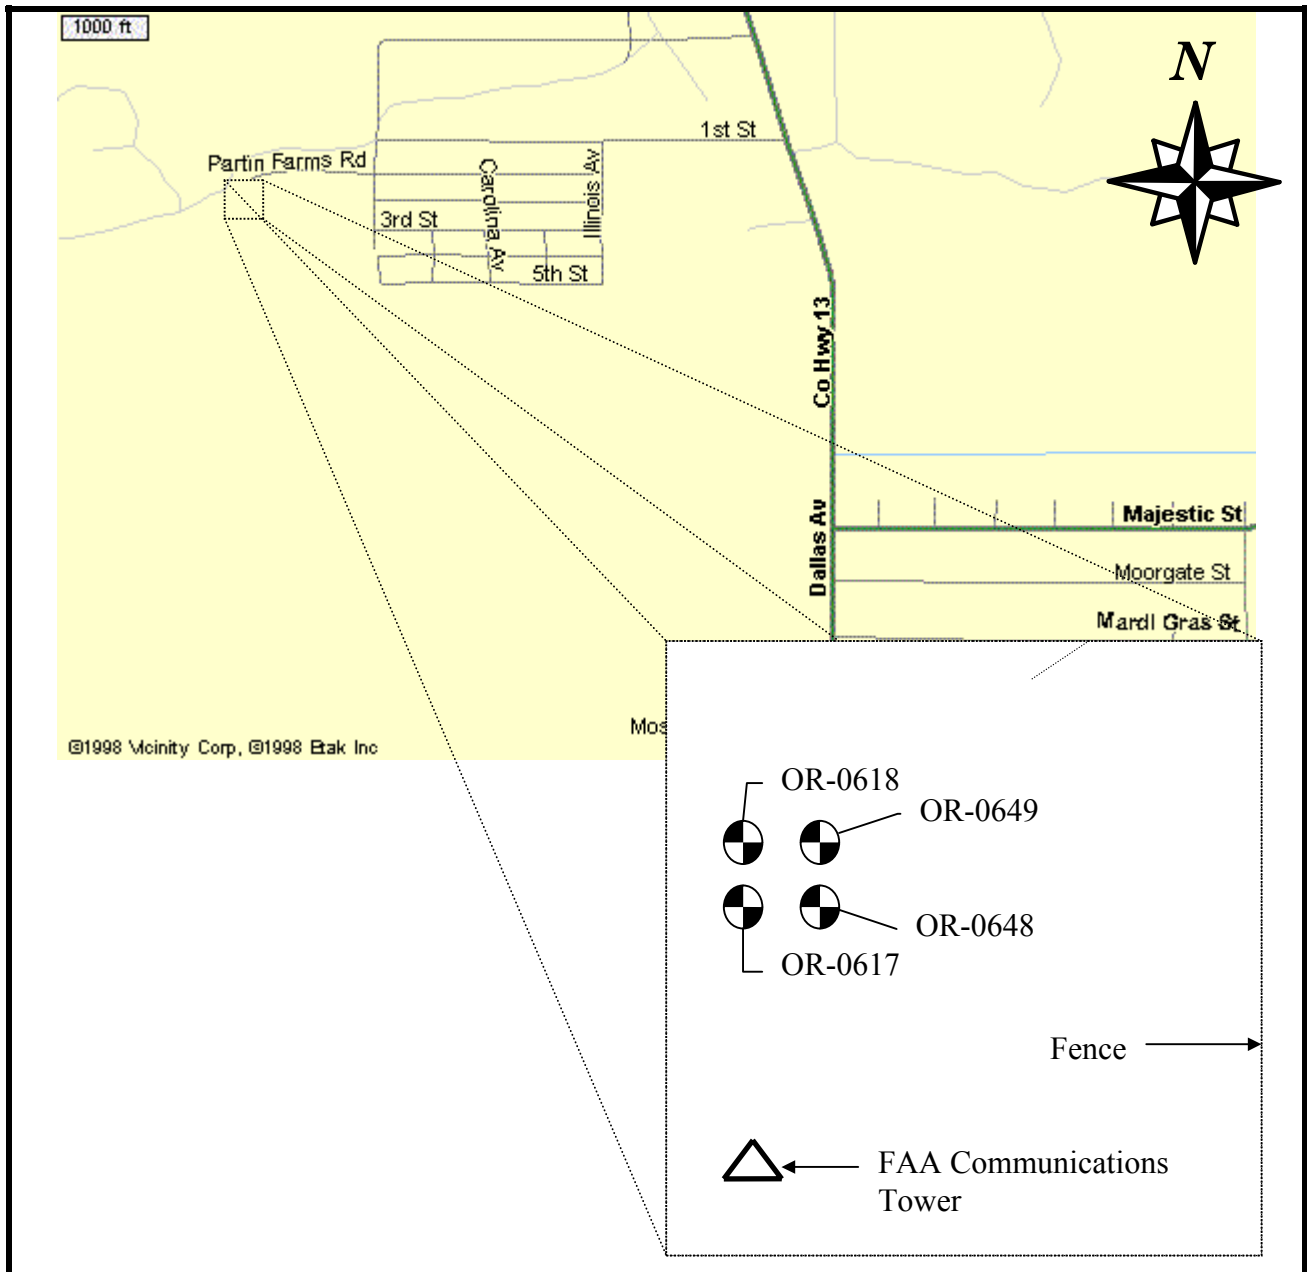 1000 ft
N
1st St
Partin Farms Rd
Carolina Av
Illinois Av
3rd St
5th St
Co Hwy 13
Dallas Av
Majestic St
Moorgate St
Mardi Gras St
Mos
©1998 Vicinity Corp, ©1998 Etak Inc
OR-0618
OR-0649
OR-0648
OR-0617
Fence
FAA Communications
Tower